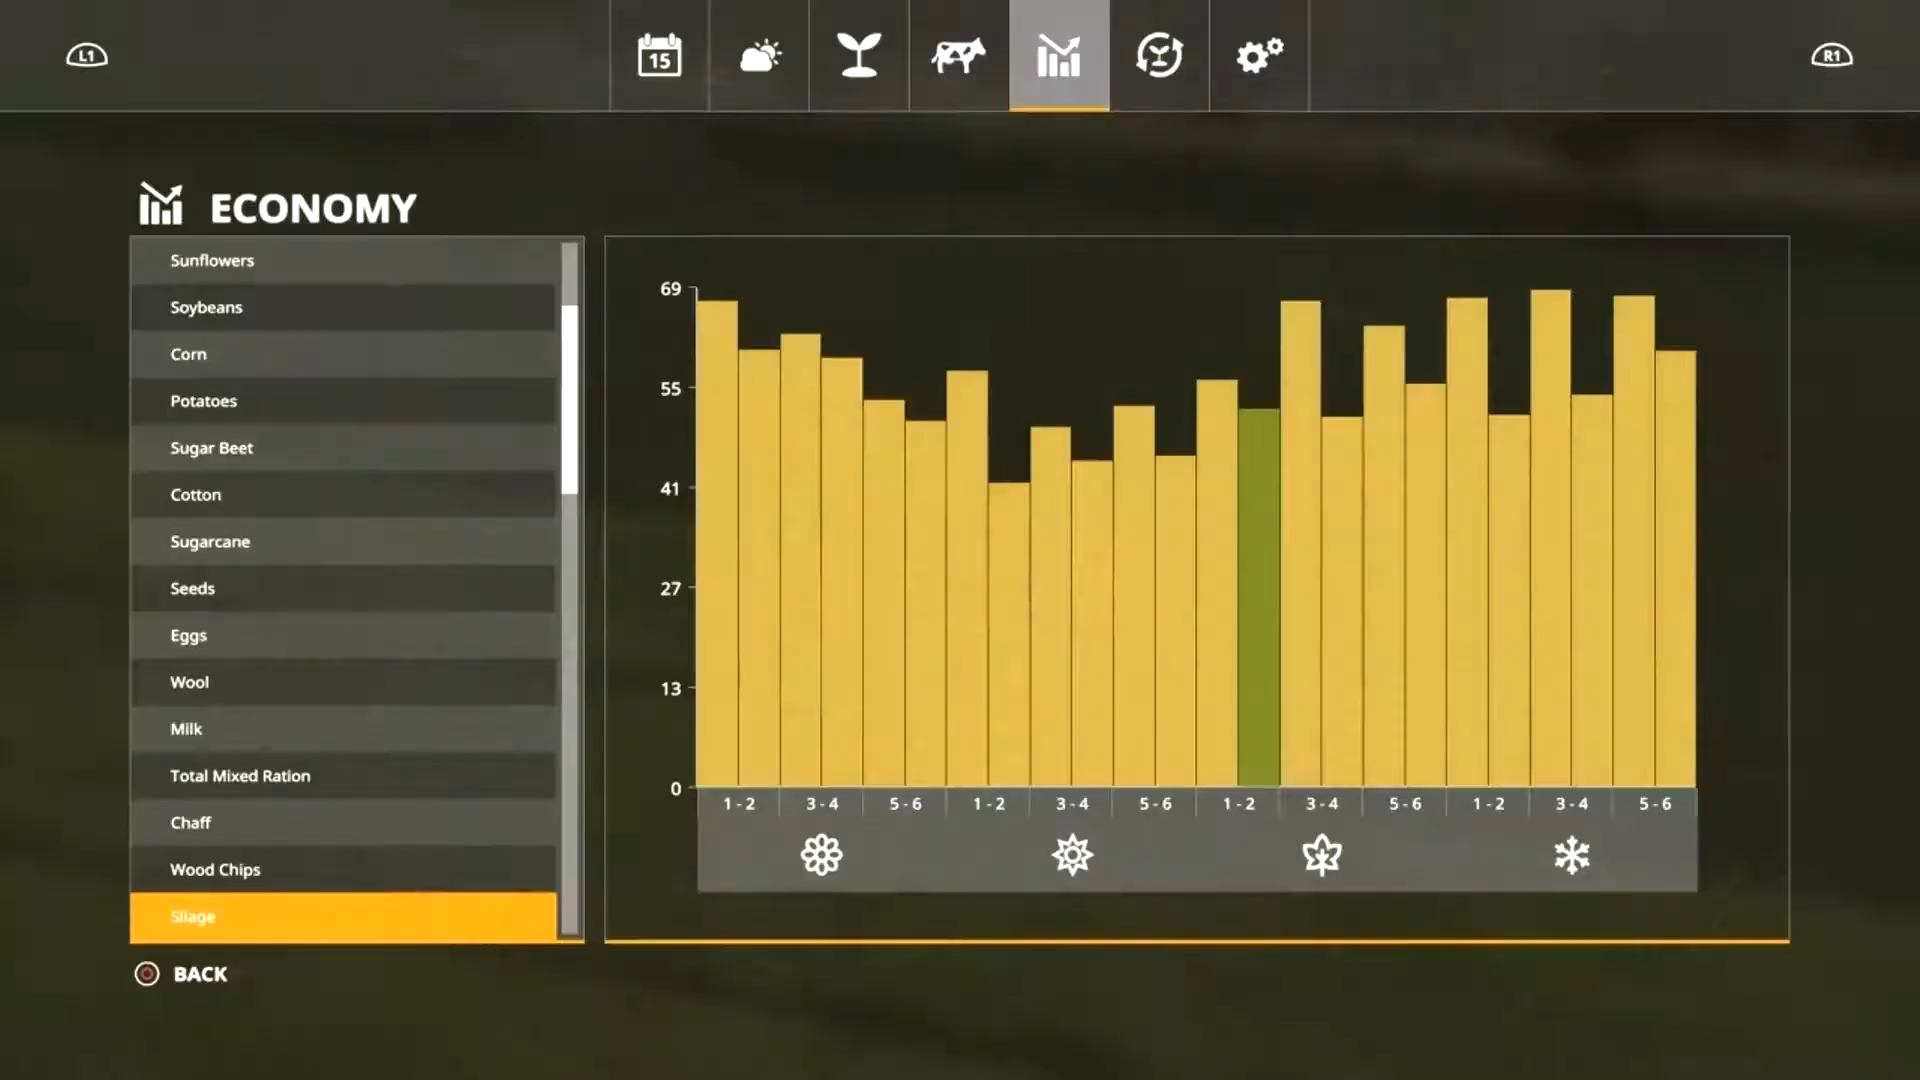 L1
15
R1
ECONOMY
Sunflowers
Soybeans
Corn
Potatoes
Sugar Beet
Cotton
Sugarcane
Seeds
Eggs
Wool
Milk
Total Mixed Ration
Chaff
Wood Chips
Silage
69
55
41
27
13
0
1 - 2 3 - 4 5 - 6 1 - 2 3 - 4 5 - 6 1 - 2 3 - 4 5 - 6 1 - 2 3 - 4 5 - 6
BACK